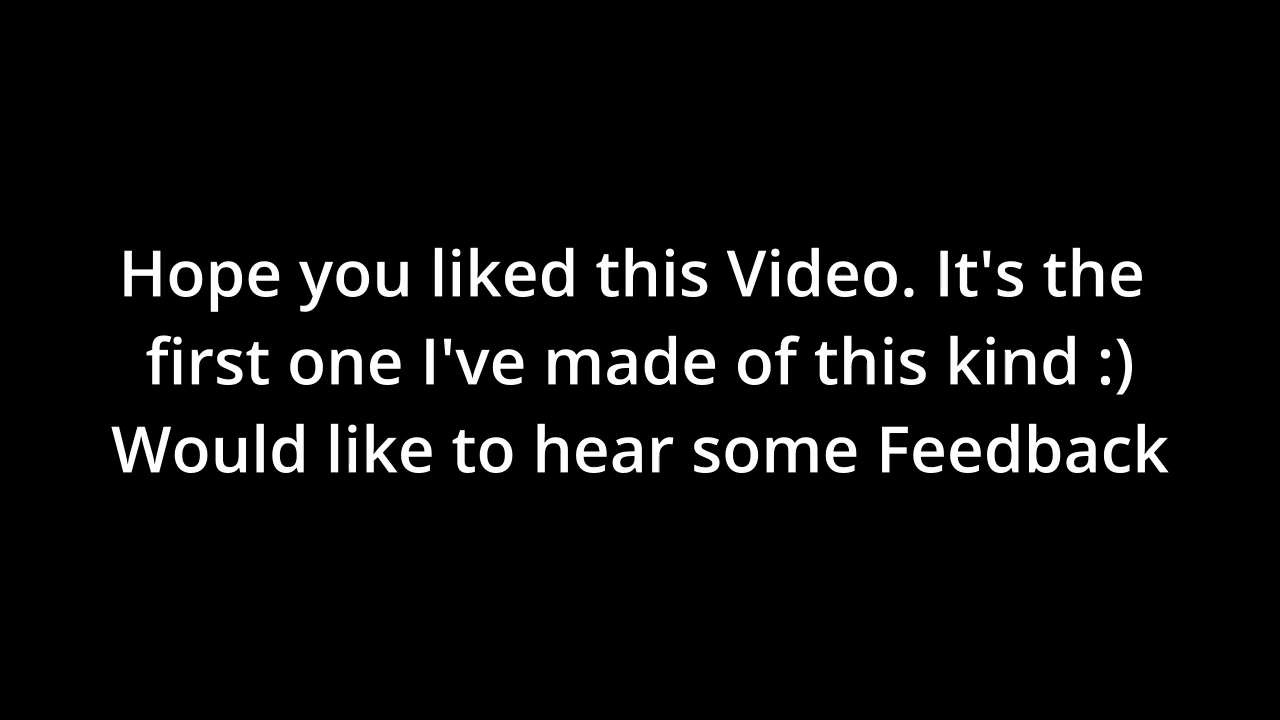 Hope you liked this Video. It's the
first one I've made of this kind :)
Would like to hear some Feedback